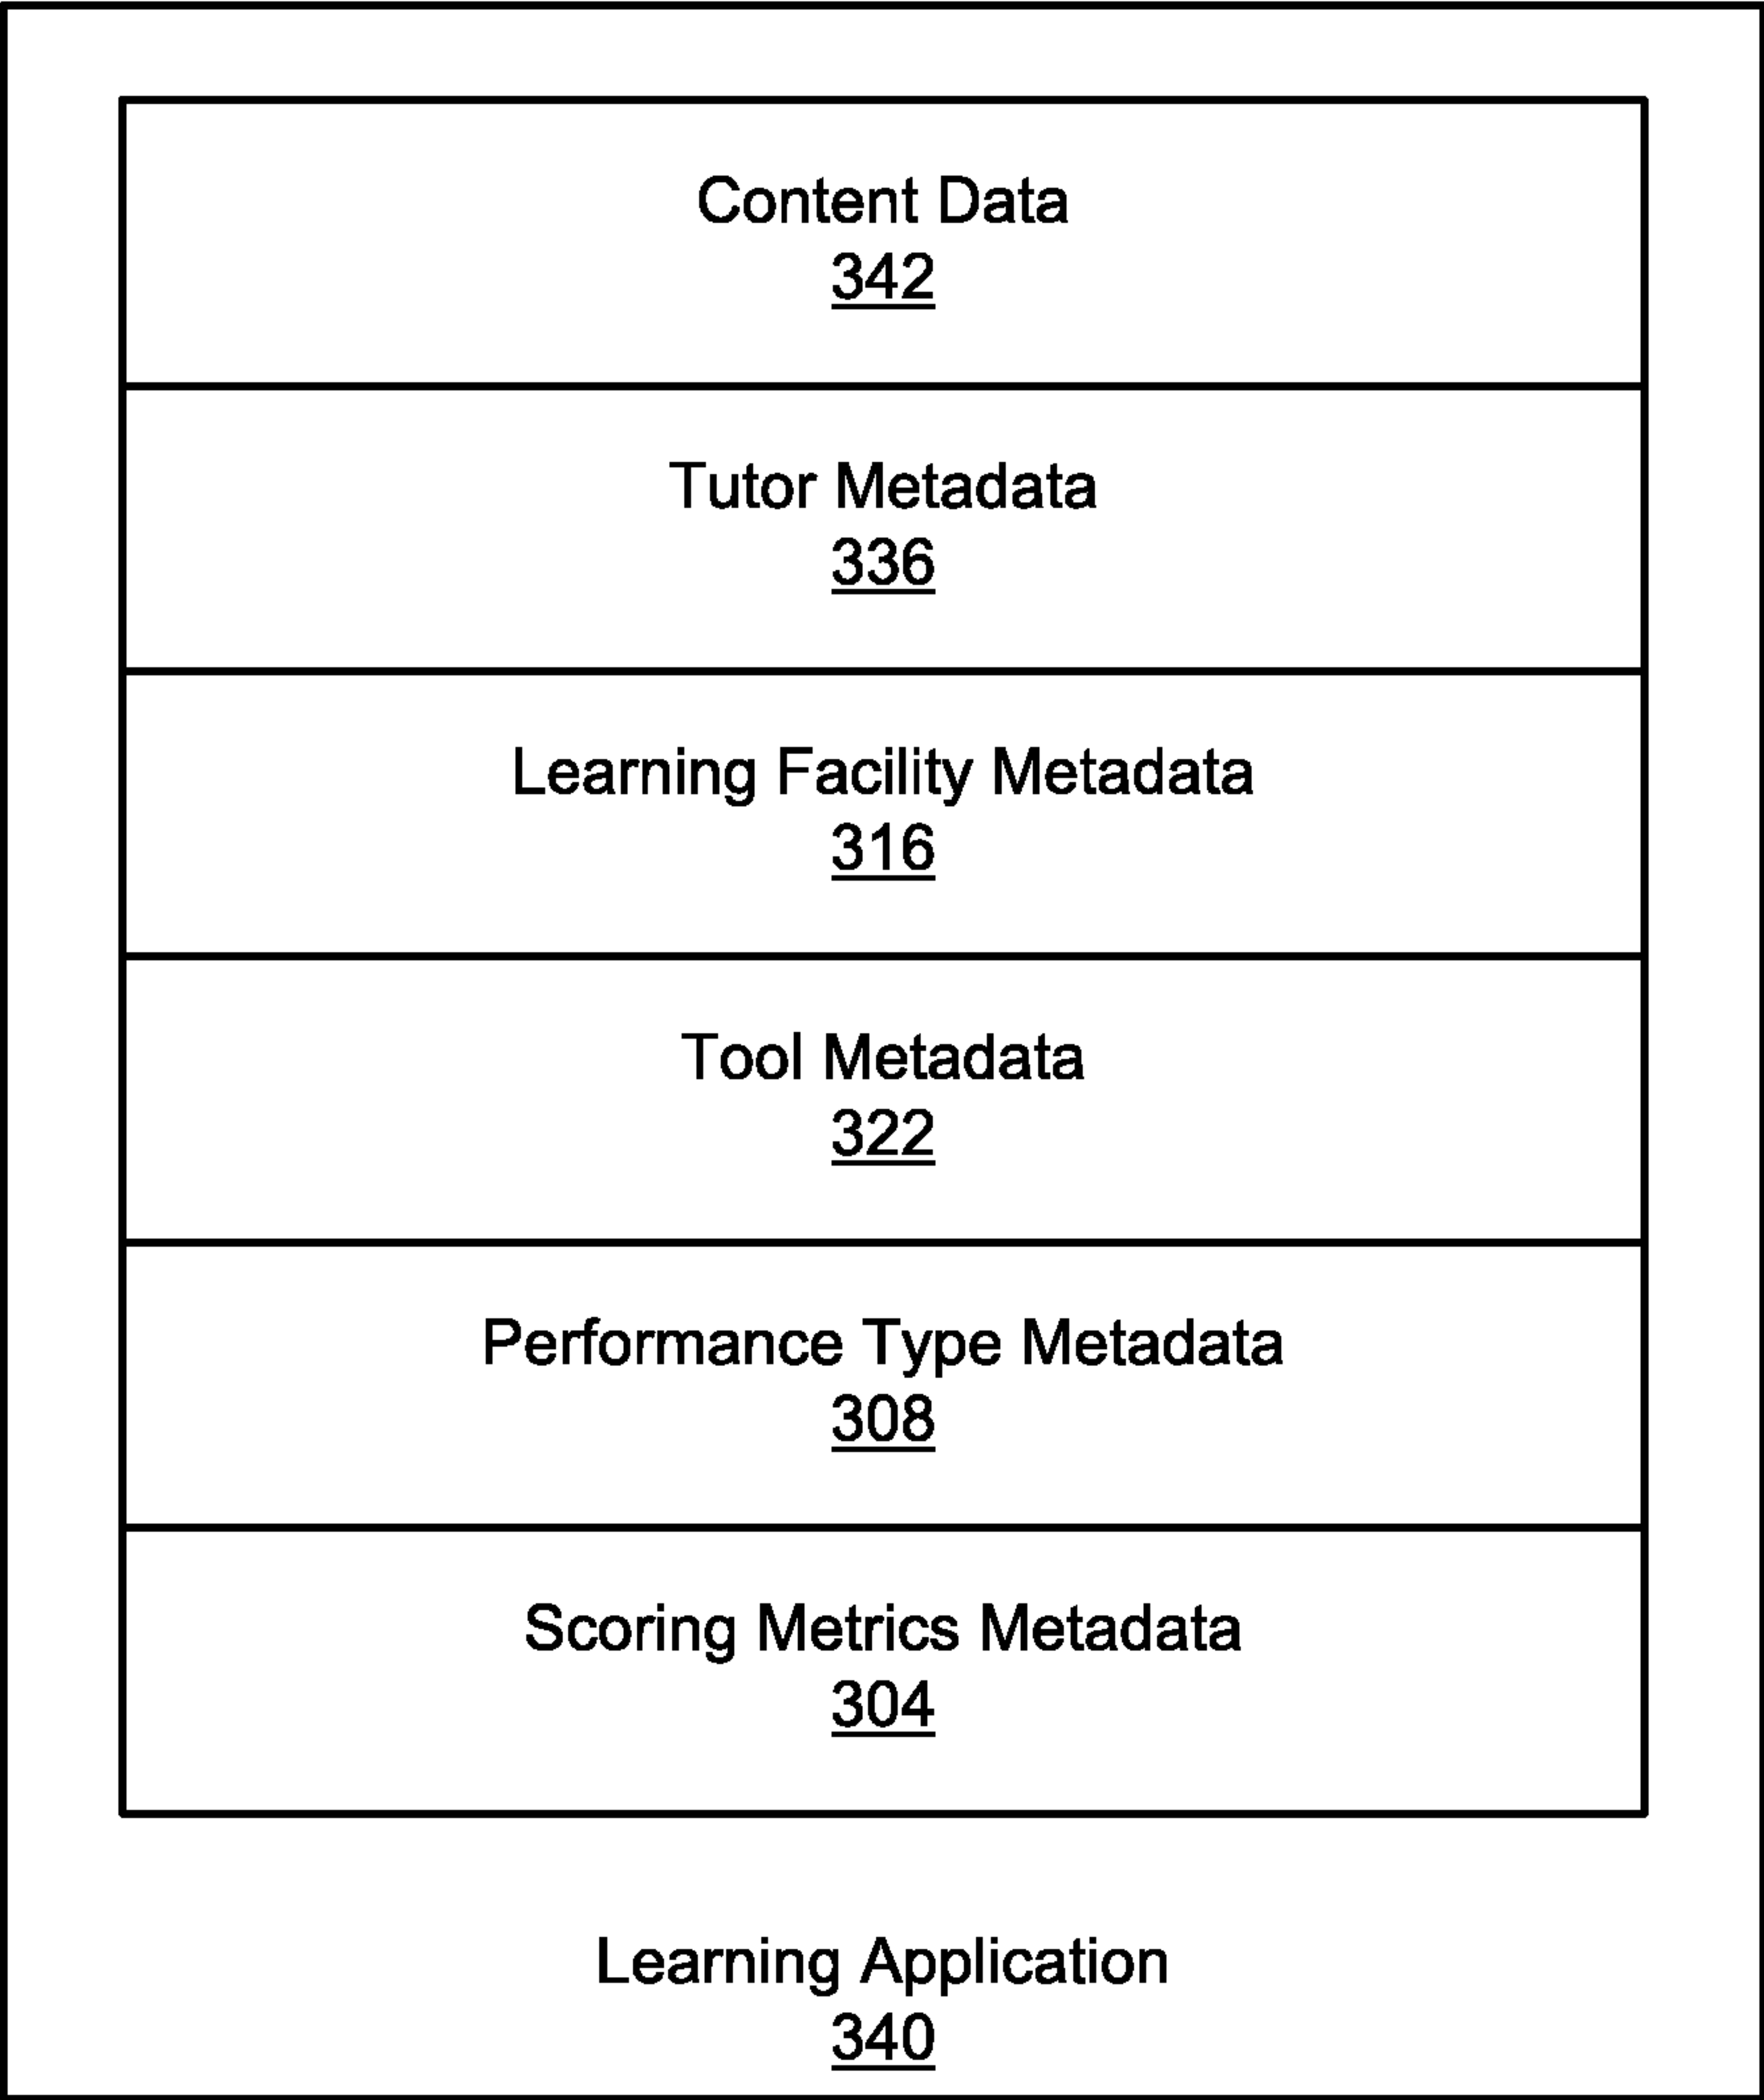 Content Data
342
Tutor Metadata
336
Learning Facility Metadata
316
Tool Metadata
322
Performance Type Metadata
308
Scoring Metrics Metadata
304
Learning Application
340